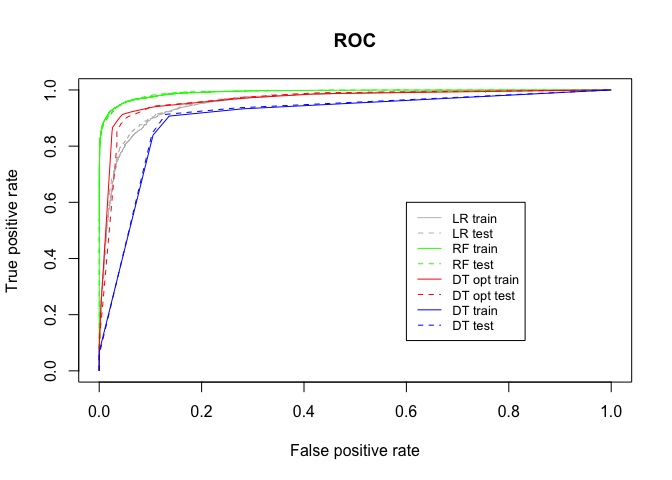 ROC
True positive rate
1.0
0.8
0.6
0.4
0.2
0.0
LR train
LR test
RF train
RF test
DT opt train
DT opt test
DT train
DT test
0.0 0.2 0.4 0.6 0.8 1.0
False positive rate